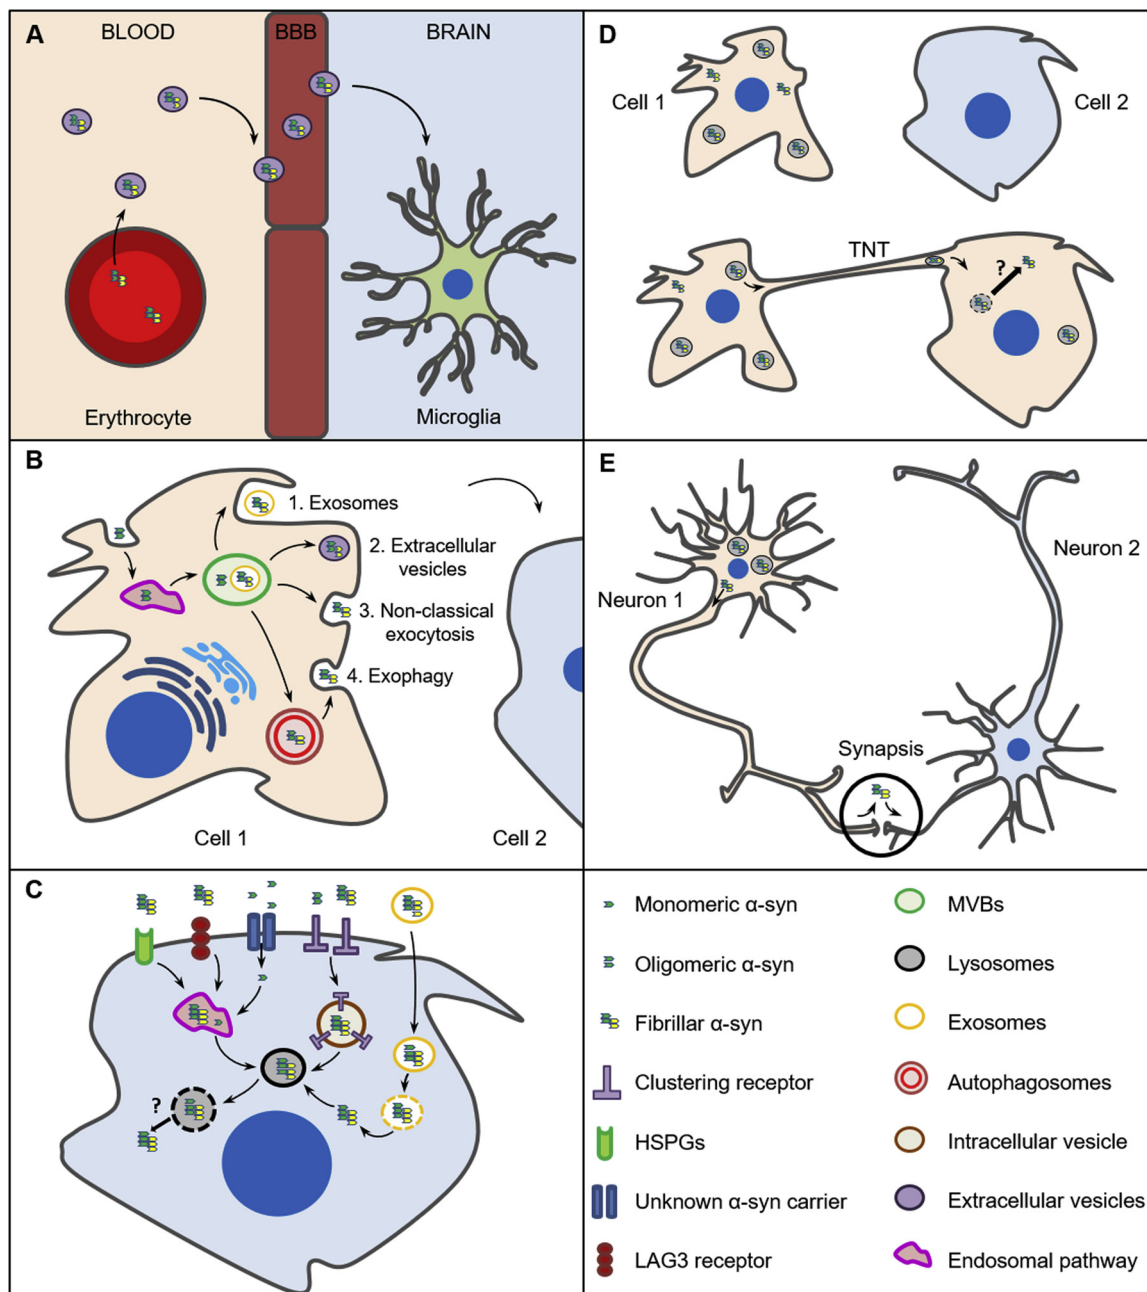 A
BLOOD
BBB
BRAIN
Erythrocyte
Microglia
B
1. Exosomes
2. Extracellular
vesicles
3. Non-classical
exocytosis
4. Exophagy
Cell 1
Cell 2
C
?
D
Cell 1
Cell 2
TNT
?
E
Neuron 1
Neuron 2
Synapsis
Monomeric α-syn
Oligomeric α-syn
Fibrillar α-syn
Clustering receptor
HSPGs
Unknown α-syn carrier
LAG3 receptor
MVBs
Lysosomes
Exosomes
Autophagosomes
Intracellular vesicle
Extracellular vesicles
Endosomal pathway